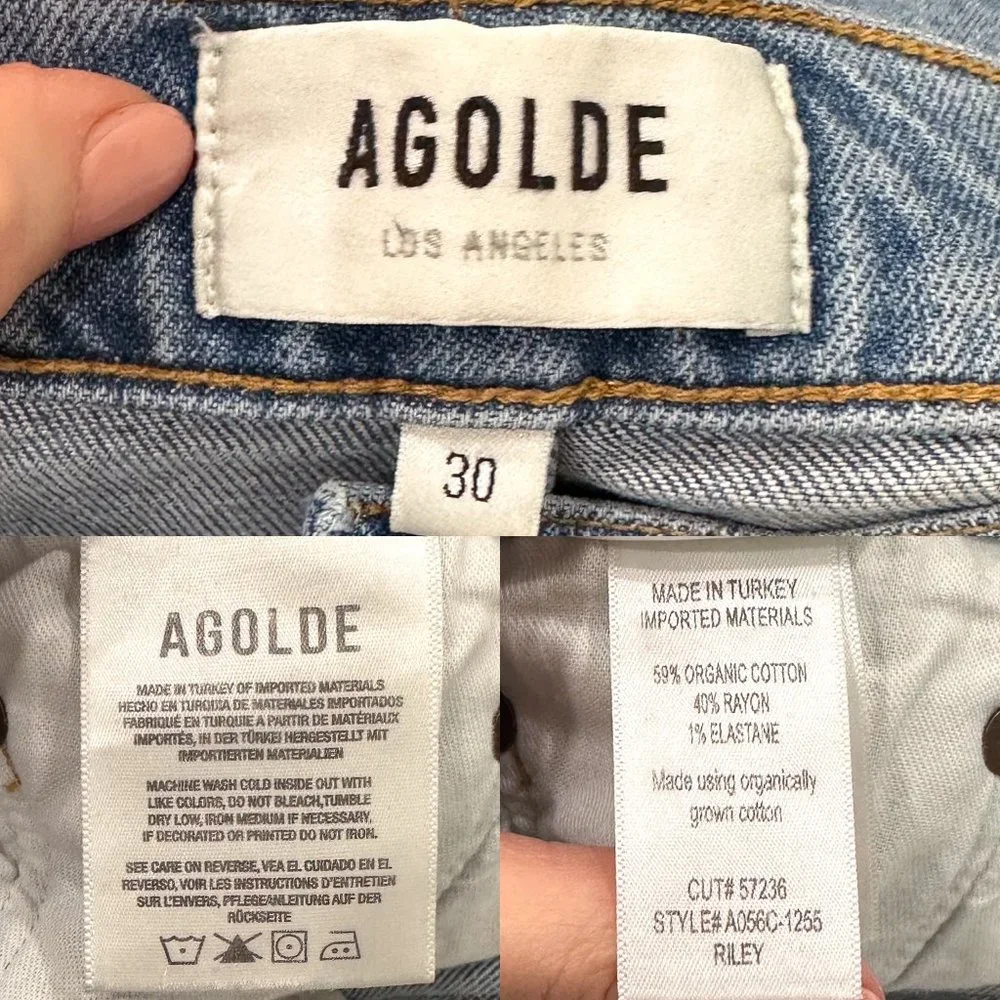 AGOLDE
LOS ANGELES
30
AGOLDE
MADE IN TURKEY OF IMPORTED MATERIALS
HECHO EN TURQUIA DE MATERIALES IMPORTADOS
FABRIQUÉ EN TURQUIE A PARTIR DE MATÉRIAUX
IMPORTÉS, IN DER TÜRKEI HERGESTELLT MIT
IMPORTIERTEN MATERIALIEN
MACHINE WASH COLD INSIDE OUT WITH
LIKE COLORS, DO NOT BLEACH,TUMBLE
DRY LOW, IRON MEDIUM IF NECESSARY,
IF DECORATED OR PRINTED DO NOT IRON.
SEE CARE ON REVERSE, VEA EL CUIDADO EN EL
REVERSO, VOIR LES INSTRUCTIONS D'ENTRETIEN
SUR L'ENVERS, PFLEGEANLEITUNG AUF DER
RÜCKSEITE
MADE IN TURKEY
IMPORTED MATERIALS
59% ORGANIC COTTON
40% RAYON
1% ELASTANE
Made using organically
grown cotton
CUT# 57236
STYLE# A056C-1255
RILEY